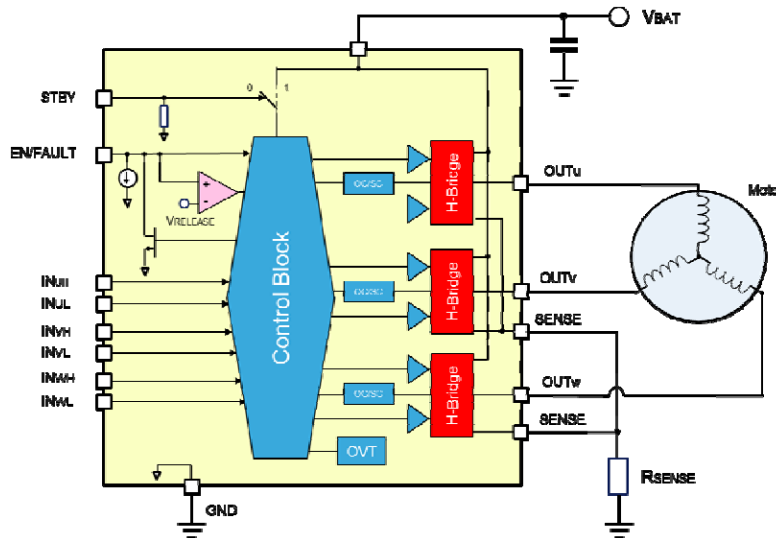 VBAT
STBY
0 1
EN/FAULT
+
-
VRELEASE
INUH
INUL
INVH
INVL
INWH
INWL
Control Block
OC/SC
OC/SC
OC/SC
OVT
H-Bridge
H-Bridge
H-Bridge
OUTu
Moto
OUTv
SENSE
OUTw
SENSE
RSENSE
GND